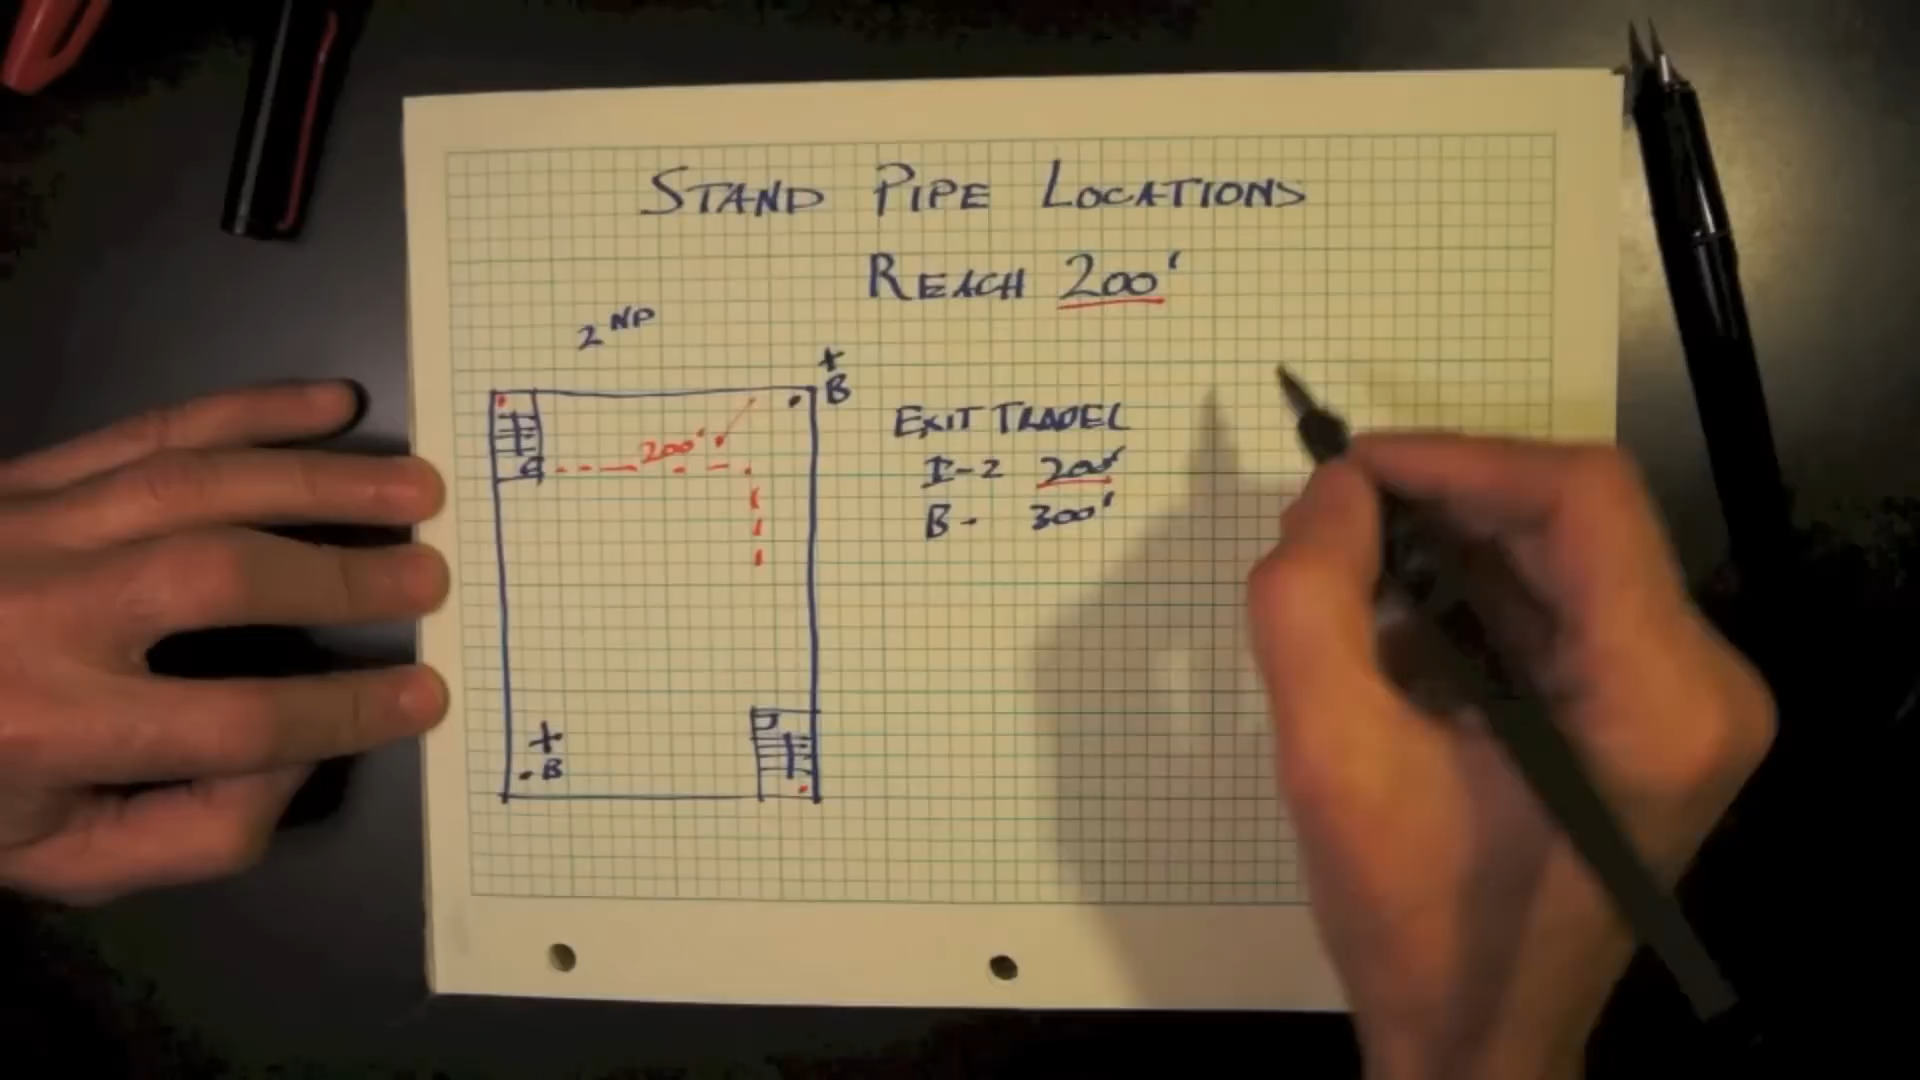 STAND PIPE LOCATIONS
REACH 200'
2ND
+
B
200'
EXIT TRAVEL
I-2 200'
B- 300'
+
B